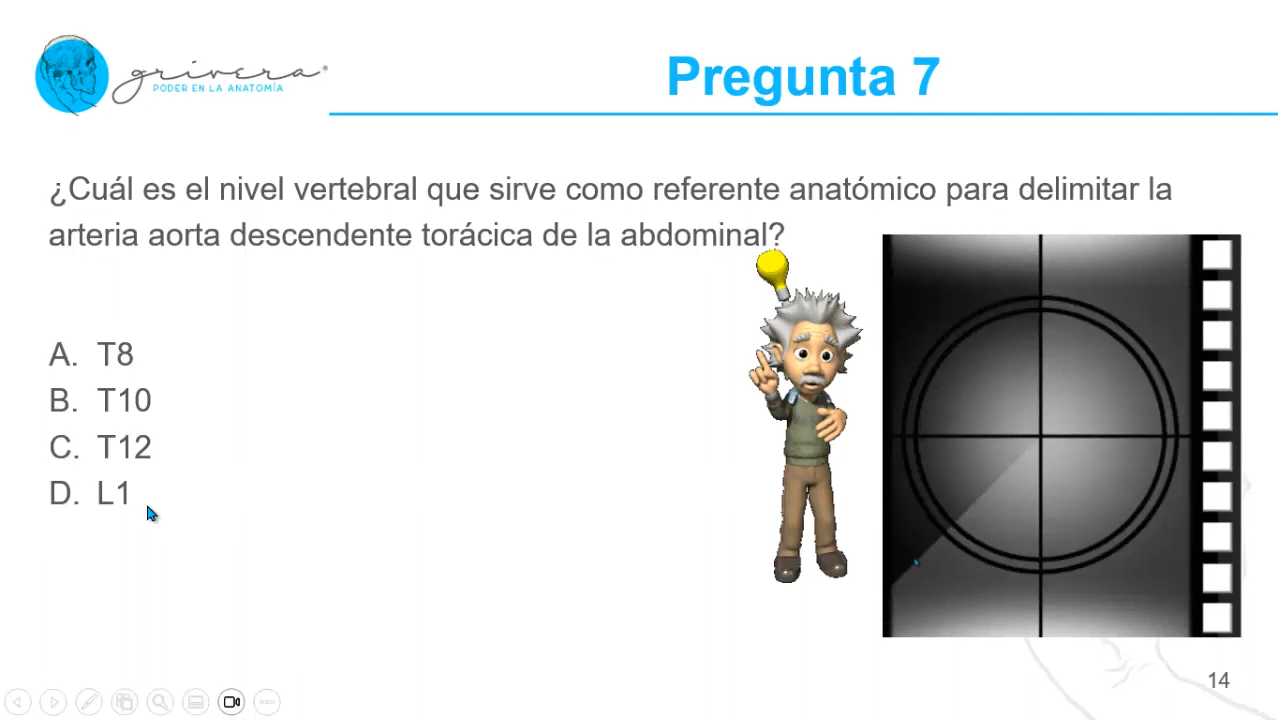 grivera
PODER EN LA ANATOMÍA
Pregunta 7
¿Cuál es el nivel vertebral que sirve como referente anatómico para delimitar la
arteria aorta descendente torácica de la abdominal?
A. T8
B. T10
C. T12
D. L1
14